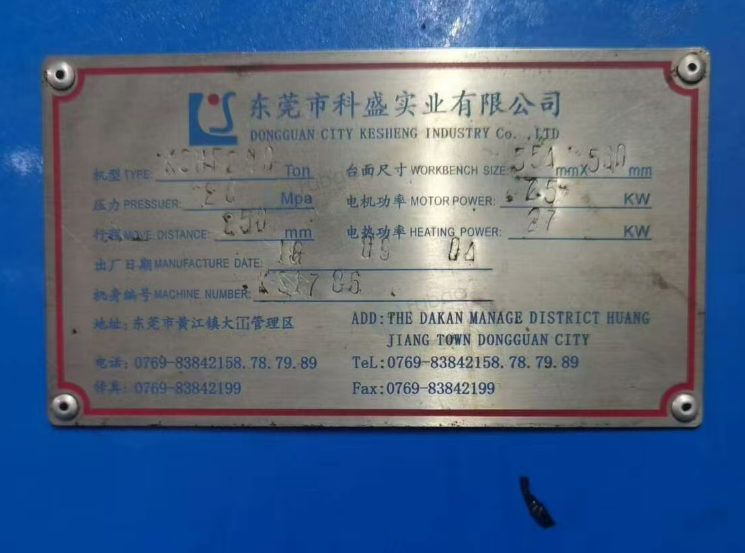 东莞市科盛实业有限公司
DONGGUAN CITY KESHENG INDUSTRY Co. ,LTD
机型 TYPE: Ton 台面尺寸 WORKBENCH SIZE: mmX mm
压力 PRESSUER: Mpa 电机功率 MOTOR POWER: KW
行程 MOVE DISTANCE: 250 mm 电热功率 HEATING POWER: 27 KW
出厂日期 MANUFACTURE DATE: 09 04
机身编号 MACHINE NUMBER:
地址: 东莞市黄江镇大 管理区 ADD: THE DAKAN MANAGE DISTRICT HUANG
JIANG TOWN DONGGUAN CITY
电话: 0769-83842158.78.79.89 TeL: 0769-83842158.78.79.89
传真: 0769-83842199 Fax: 0769-83842199